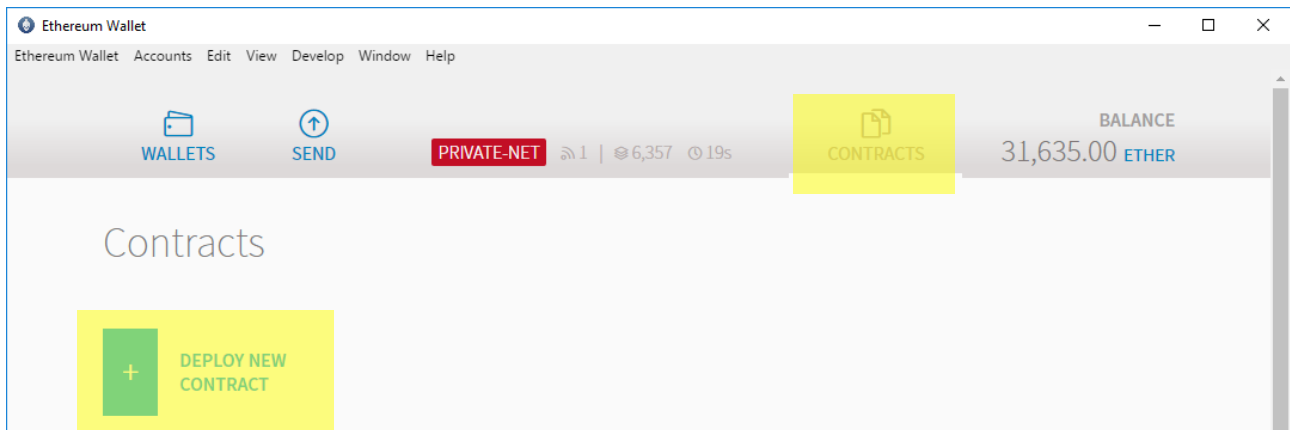 Ethereum Wallet
Ethereum Wallet Accounts Edit View Develop Window Help
WALLETS SEND PRIVATE-NET 1 | 6,357 19s CONTRACTS BALANCE
31,635.00 ETHER
Contracts
+ DEPLOY NEW
CONTRACT